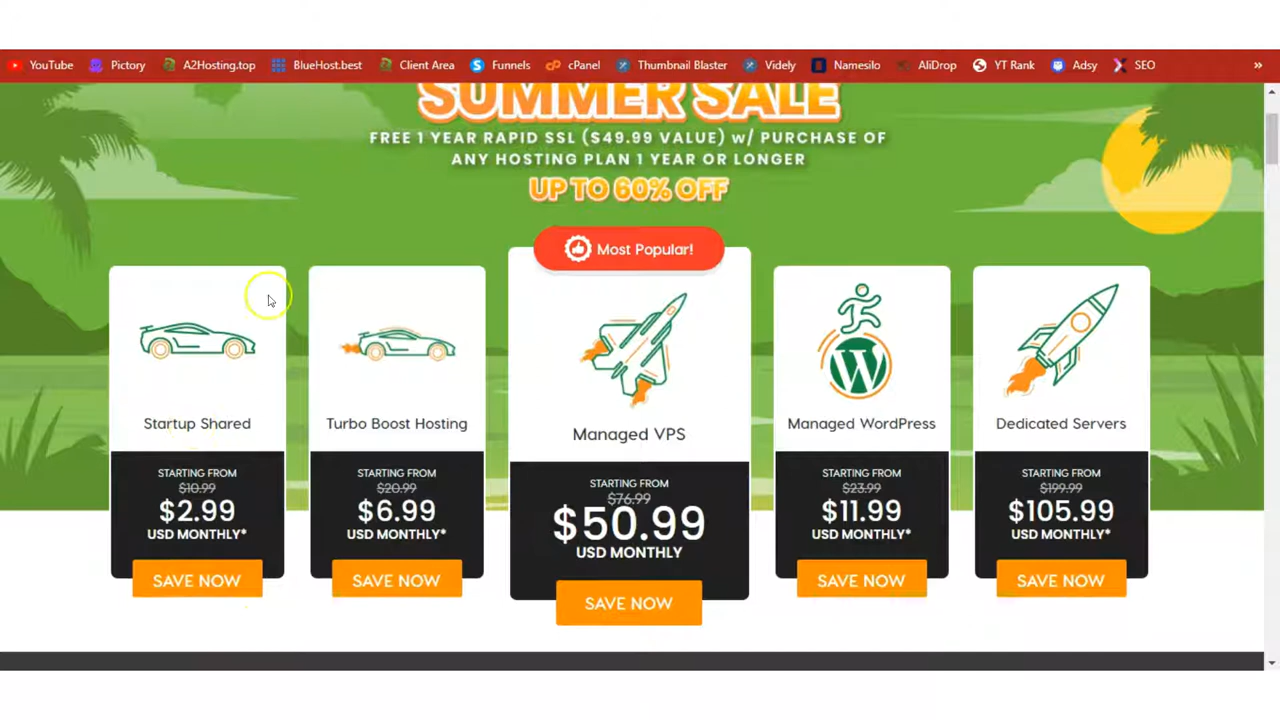 YouTube Pictory A2Hosting.top BlueHost.best Client Area Funnels cPanel Thumbnail Blaster Videly Namesilo AliDrop YT Rank Adsy SEO »
SUMMER SALE
FREE 1 YEAR RAPID SSL ($49.99 VALUE) w/ PURCHASE OF
ANY HOSTING PLAN 1 YEAR OR LONGER
UP TO 60% OFF
Most Popular!
Startup Shared
STARTING FROM
$10.99
$2.99
USD MONTHLY*
SAVE NOW
Turbo Boost Hosting
STARTING FROM
$20.99
$6.99
USD MONTHLY*
SAVE NOW
Managed VPS
STARTING FROM
$76.99
$50.99
USD MONTHLY
SAVE NOW
Managed WordPress
STARTING FROM
$23.99
$11.99
USD MONTHLY*
SAVE NOW
Dedicated Servers
STARTING FROM
$199.99
$105.99
USD MONTHLY*
SAVE NOW